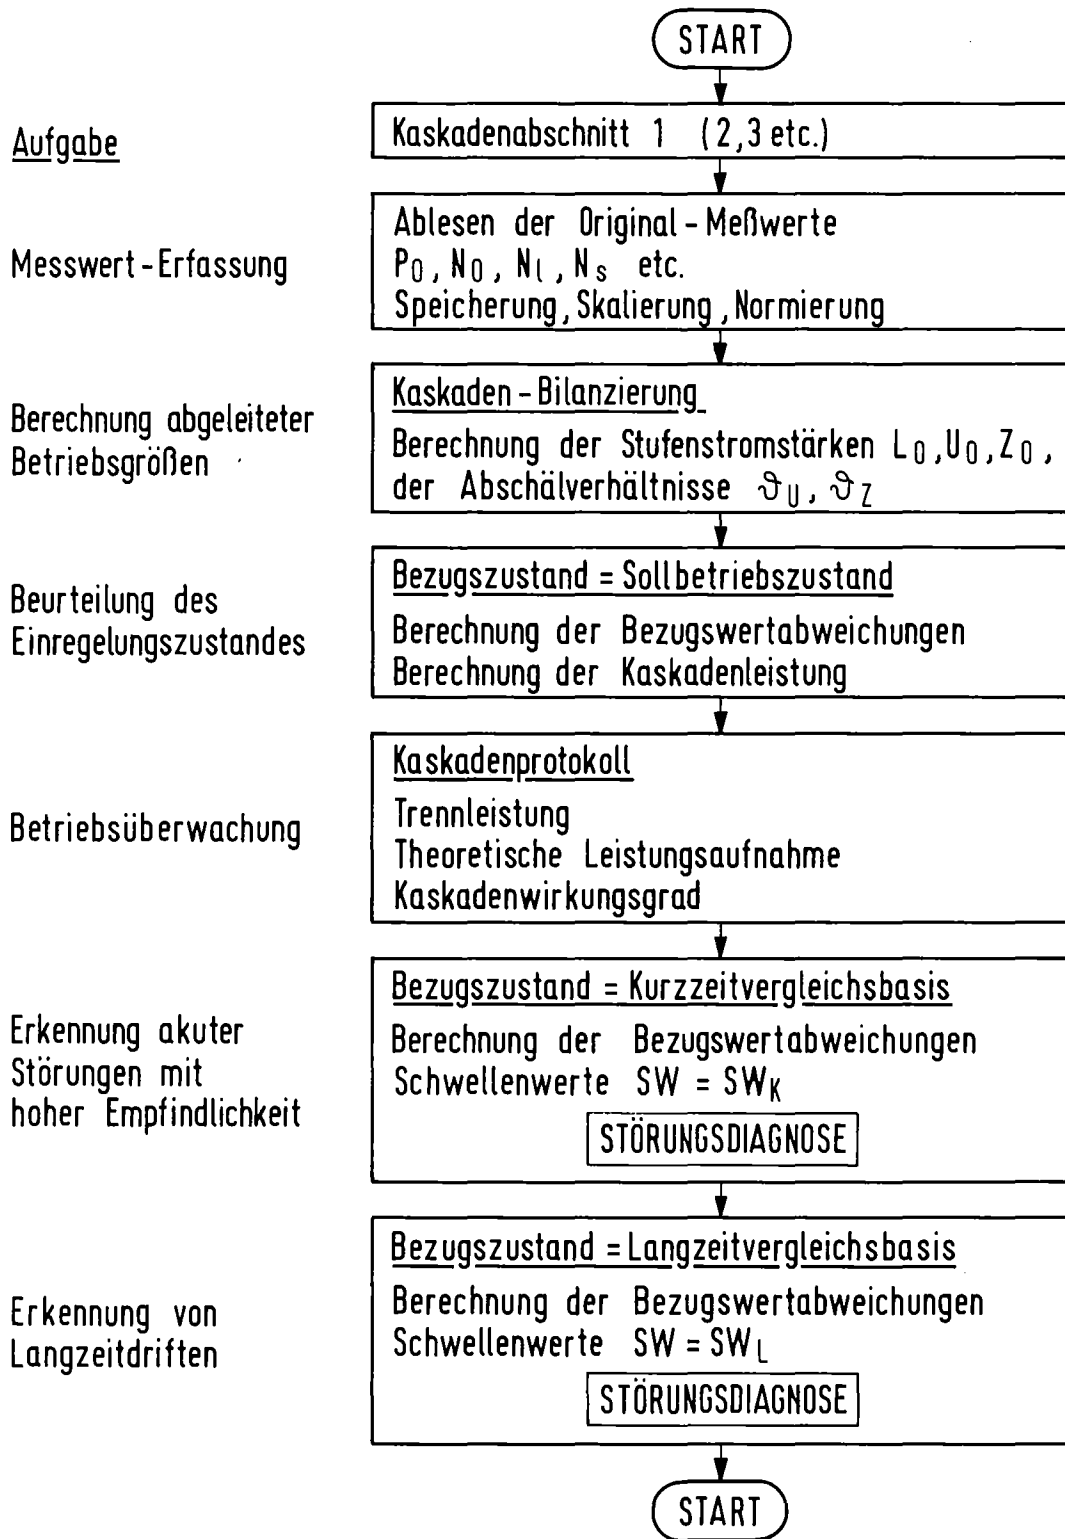 START
Aufgabe
Kaskadenabschnitt 1 (2,3 etc.)
Messwert-Erfassung
Ablesen der Original-Meßwerte
P0, N0, Nl, Ns etc.
Speicherung, Skalierung, Normierung
Berechnung abgeleiteter
Betriebsgrößen
Kaskaden-Bilanzierung
Berechnung der Stufenstromstärken L0, U0, Z0,
der Abschälverhältnisse ϑU, ϑZ
Beurteilung des
Einregelungszustandes
Bezugszustand = Sollbetriebszustand
Berechnung der Bezugswertabweichungen
Berechnung der Kaskadenleistung
Betriebsüberwachung
Kaskadenprotokoll
Trennleistung
Theoretische Leistungsaufnahme
Kaskadenwirkungsgrad
Erkennung akuter
Störungen mit
hoher Empfindlichkeit
Bezugszustand = Kurzzeitvergleichsbasis
Berechnung der Bezugswertabweichungen
Schwellenwerte SW = SWK
STÖRUNGSDIAGNOSE
Erkennung von
Langzeitdriften
Bezugszustand = Langzeitvergleichsbasis
Berechnung der Bezugswertabweichungen
Schwellenwerte SW = SWL
STÖRUNGSDIAGNOSE
START